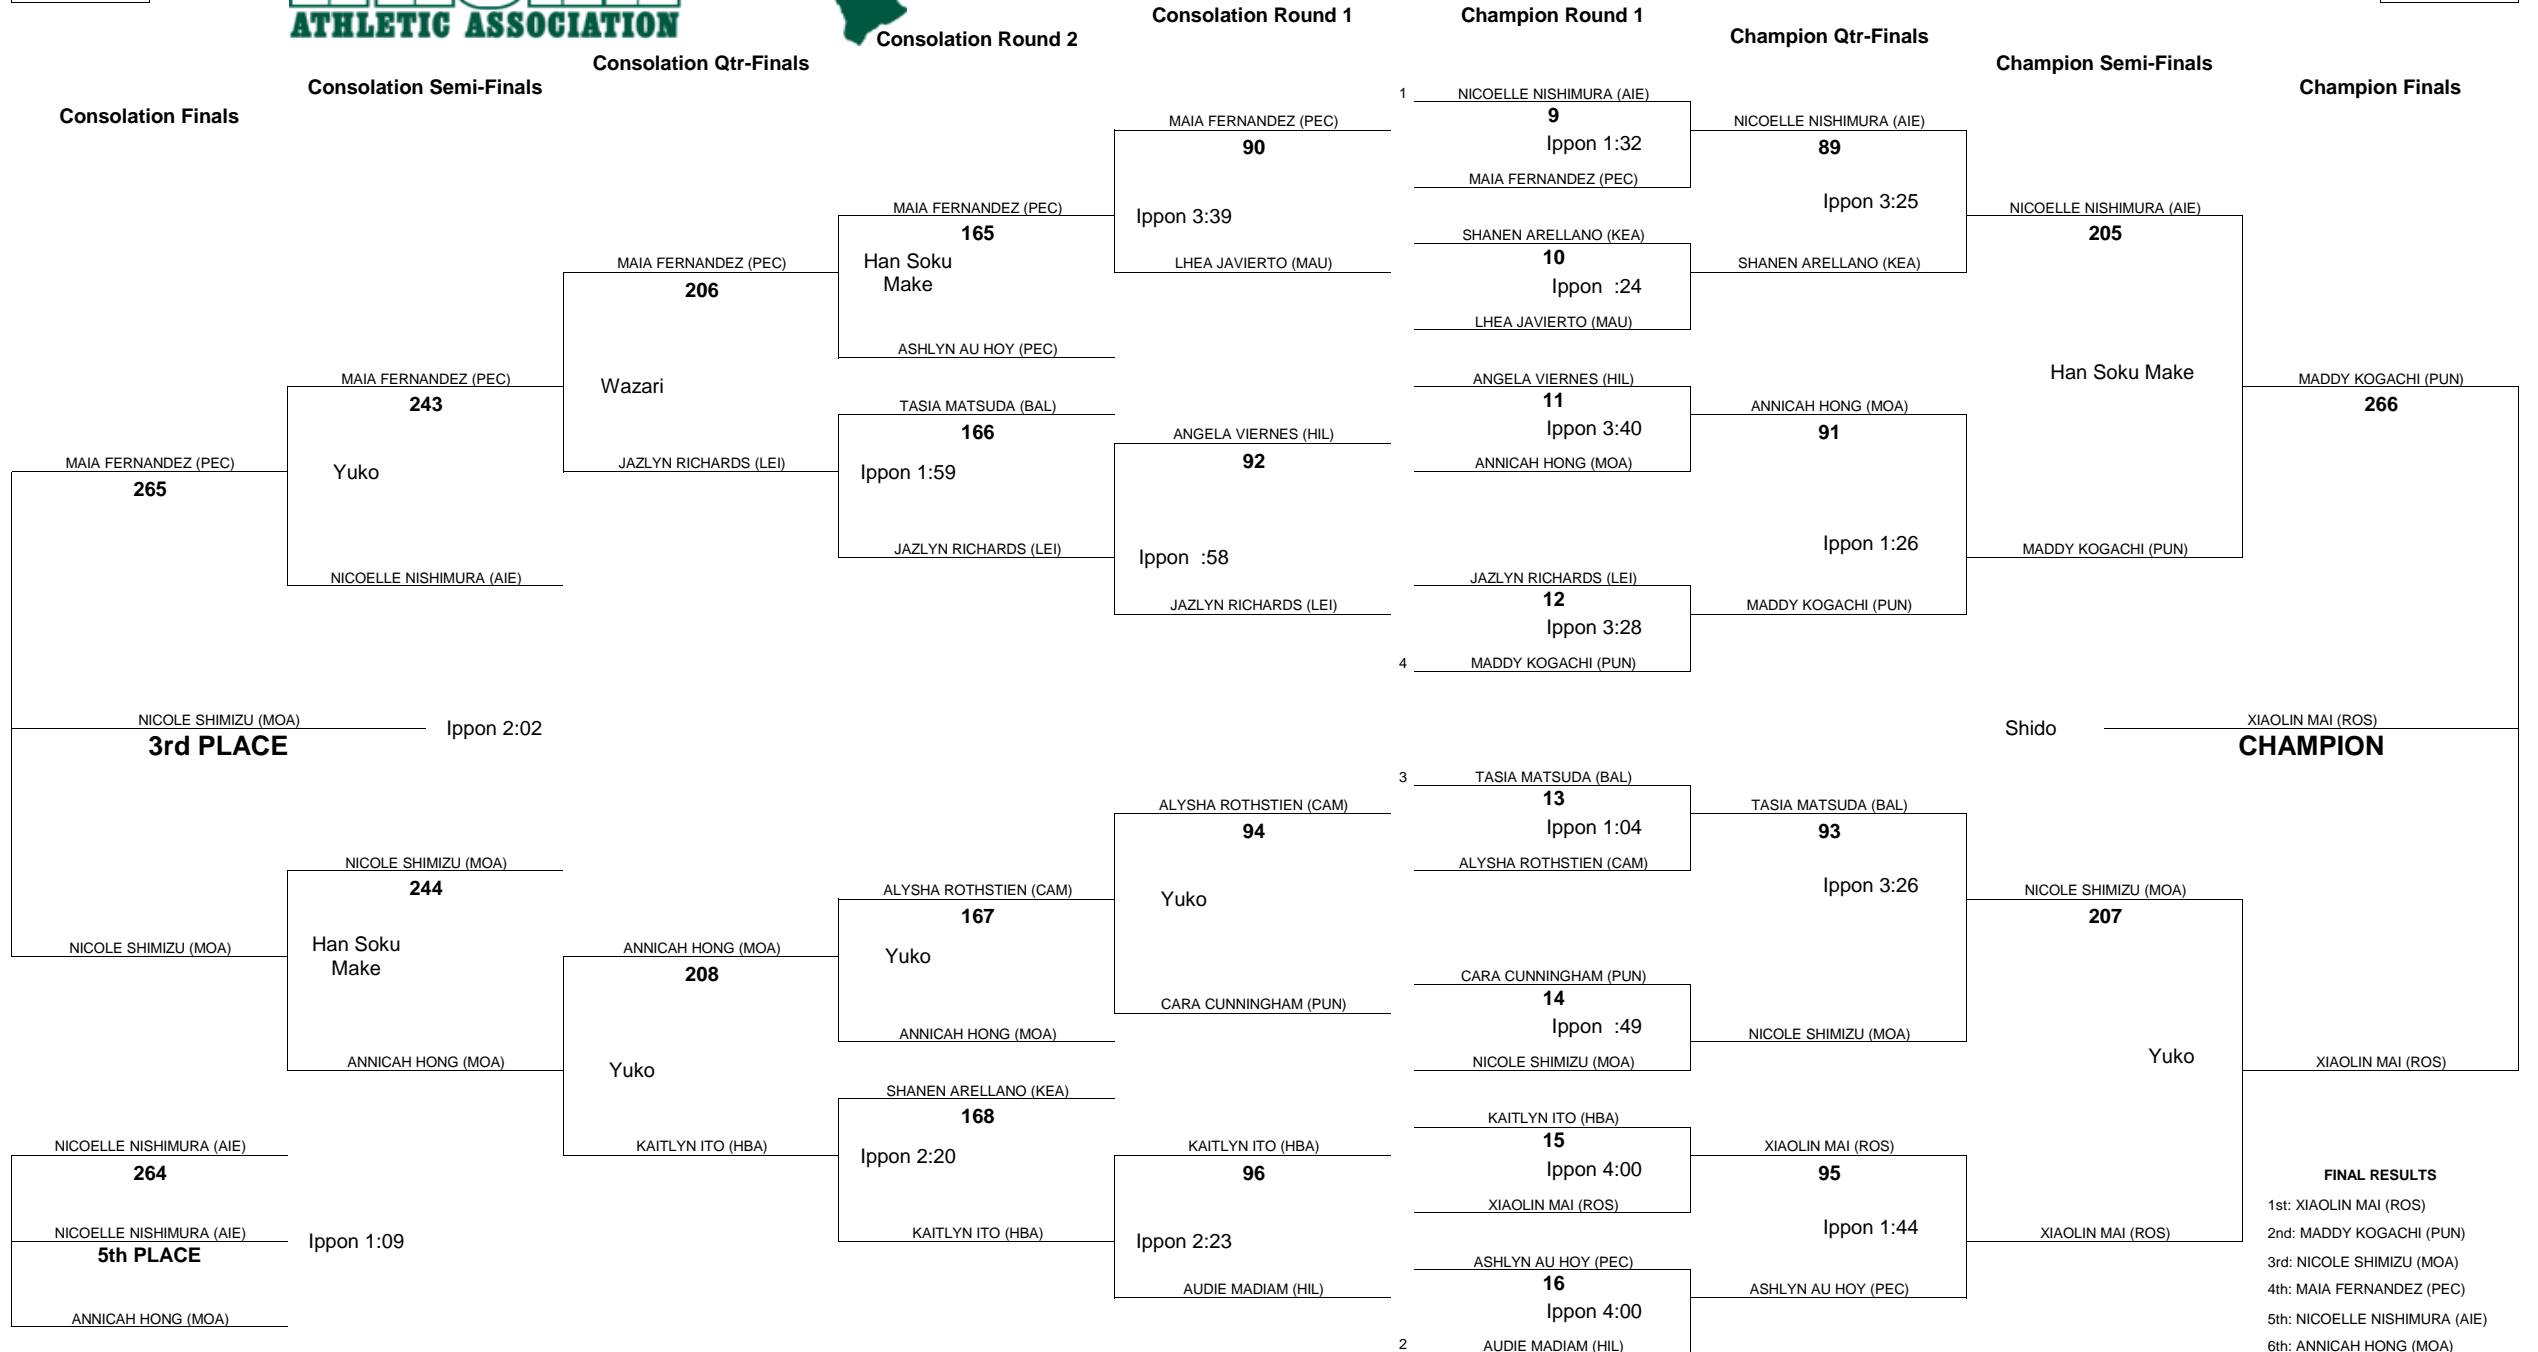 ATHLETIC ASSOCIATION
Consolation Round 1
Champion Round 1
Consolation Round 2
Champion Qtr-Finals
Consolation Qtr-Finals
Champion Semi-Finals
Consolation Semi-Finals
Champion Finals
Consolation Finals
MAIA FERNANDEZ (PEC)
265
NICOLE SHIMIZU (MOA)
Ippon 2:02
3rd PLACE
NICOLE SHIMIZU (MOA)
NICOELLE NISHIMURA (AIE)
264
NICOELLE NISHIMURA (AIE)
Ippon 1:09
5th PLACE
ANNICAH HONG (MOA)
MAIA FERNANDEZ (PEC)
243
Yuko
NICOELLE NISHIMURA (AIE)
NICOLE SHIMIZU (MOA)
244
Han Soku
Make
ANNICAH HONG (MOA)
MAIA FERNANDEZ (PEC)
206
Wazari
JAZLYN RICHARDS (LEI)
ANNICAH HONG (MOA)
208
Yuko
KAITLYN ITO (HBA)
MAIA FERNANDEZ (PEC)
165
Han Soku
Make
ASHLYN AU HOY (PEC)
TASIA MATSUDA (BAL)
166
Ippon 1:59
JAZLYN RICHARDS (LEI)
ALYSHA ROTHSTIEN (CAM)
167
Yuko
ANNICAH HONG (MOA)
SHANEN ARELLANO (KEA)
168
Ippon 2:20
KAITLYN ITO (HBA)
MAIA FERNANDEZ (PEC)
90
Ippon 3:39
LHEA JAVIERTO (MAU)
ANGELA VIERNES (HIL)
92
Ippon :58
JAZLYN RICHARDS (LEI)
ALYSHA ROTHSTIEN (CAM)
94
Yuko
CARA CUNNINGHAM (PUN)
KAITLYN ITO (HBA)
96
Ippon 2:23
AUDIE MADIAM (HIL)
1 NICOELLE NISHIMURA (AIE)
9
Ippon 1:32
MAIA FERNANDEZ (PEC)
SHANEN ARELLANO (KEA)
10
Ippon :24
LHEA JAVIERTO (MAU)
ANGELA VIERNES (HIL)
11
Ippon 3:40
ANNICAH HONG (MOA)
JAZLYN RICHARDS (LEI)
12
Ippon 3:28
4 MADDY KOGACHI (PUN)
3 TASIA MATSUDA (BAL)
13
Ippon 1:04
ALYSHA ROTHSTIEN (CAM)
CARA CUNNINGHAM (PUN)
14
Ippon :49
NICOLE SHIMIZU (MOA)
KAITLYN ITO (HBA)
15
Ippon 4:00
XIAOLIN MAI (ROS)
ASHLYN AU HOY (PEC)
16
Ippon 4:00
2 AUDIE MADIAM (HIL)
NICOELLE NISHIMURA (AIE)
89
Ippon 3:25
SHANEN ARELLANO (KEA)
ANNICAH HONG (MOA)
91
Ippon 1:26
MADDY KOGACHI (PUN)
TASIA MATSUDA (BAL)
93
Ippon 3:26
NICOLE SHIMIZU (MOA)
XIAOLIN MAI (ROS)
95
Ippon 1:44
ASHLYN AU HOY (PEC)
NICOELLE NISHIMURA (AIE)
205
Han Soku Make
MADDY KOGACHI (PUN)
NICOLE SHIMIZU (MOA)
207
Yuko
XIAOLIN MAI (ROS)
MADDY KOGACHI (PUN)
266
Shido
XIAOLIN MAI (ROS)
CHAMPION
XIAOLIN MAI (ROS)
FINAL RESULTS
1st: XIAOLIN MAI (ROS)
2nd: MADDY KOGACHI (PUN)
3rd: NICOLE SHIMIZU (MOA)
4th: MAIA FERNANDEZ (PEC)
5th: NICOELLE NISHIMURA (AIE)
6th: ANNICAH HONG (MOA)